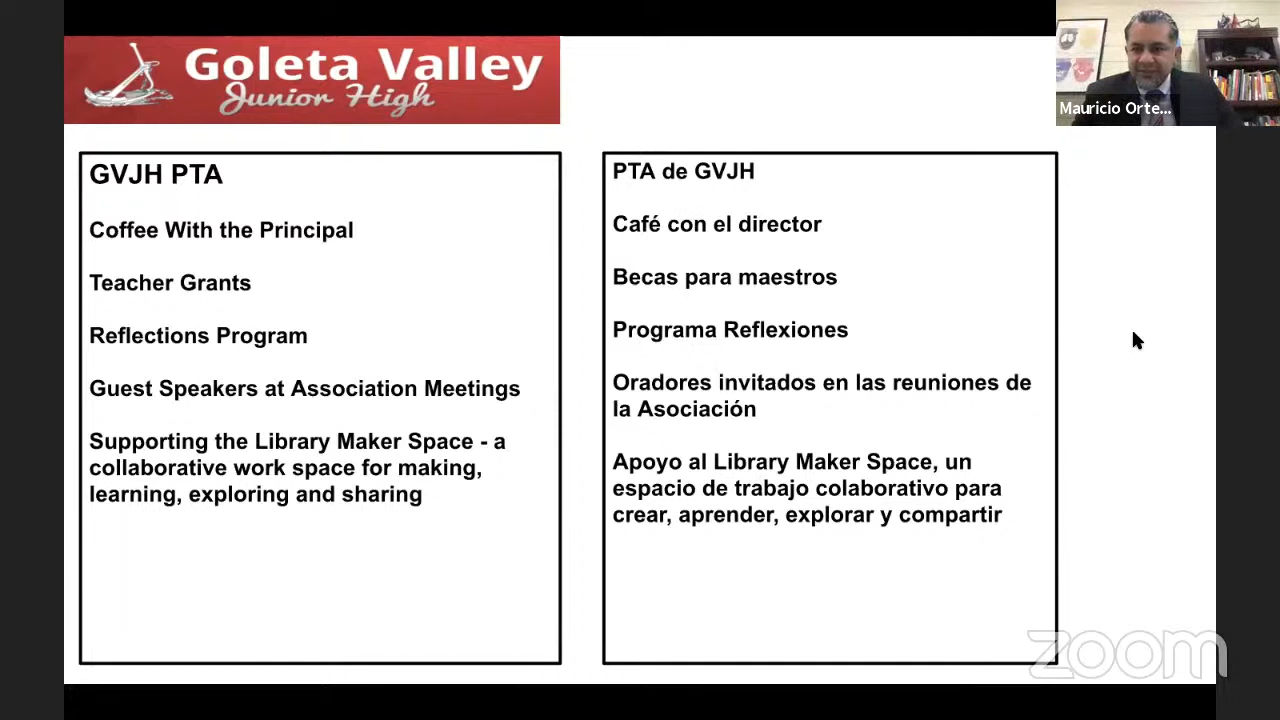 Goleta Valley
Junior High
Mauricio Orte...
GVJH PTA
Coffee With the Principal
Teacher Grants
Reflections Program
Guest Speakers at Association Meetings
Supporting the Library Maker Space - a
collaborative work space for making,
learning, exploring and sharing
PTA de GVJH
Café con el director
Becas para maestros
Programa Reflexiones
Oradores invitados en las reuniones de
la Asociación
Apoyo al Library Maker Space, un
espacio de trabajo colaborativo para
crear, aprender, explorar y compartir
zoom